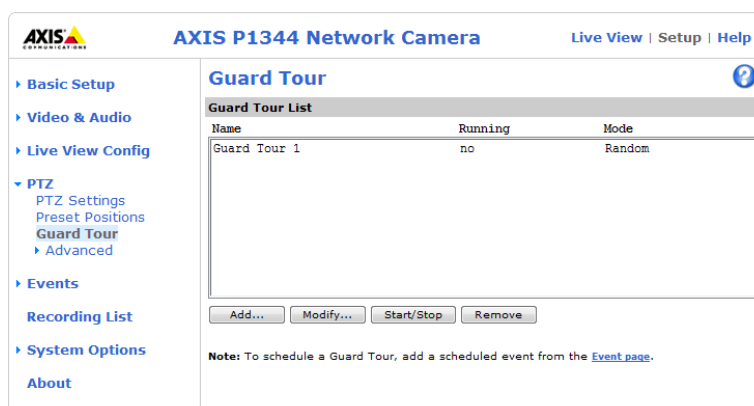 AXIS
COMMUNICATIONS
AXIS P1344 Network Camera
Live View | Setup | Help
Basic Setup
Video & Audio
Live View Config
PTZ
PTZ Settings
Preset Positions
Guard Tour
Advanced
Events
Recording List
System Options
About
Guard Tour
?
Guard Tour List
Name Running Mode
Guard Tour 1 no Random
Add... Modify... Start/Stop Remove
Note: To schedule a Guard Tour, add a scheduled event from the Event page.